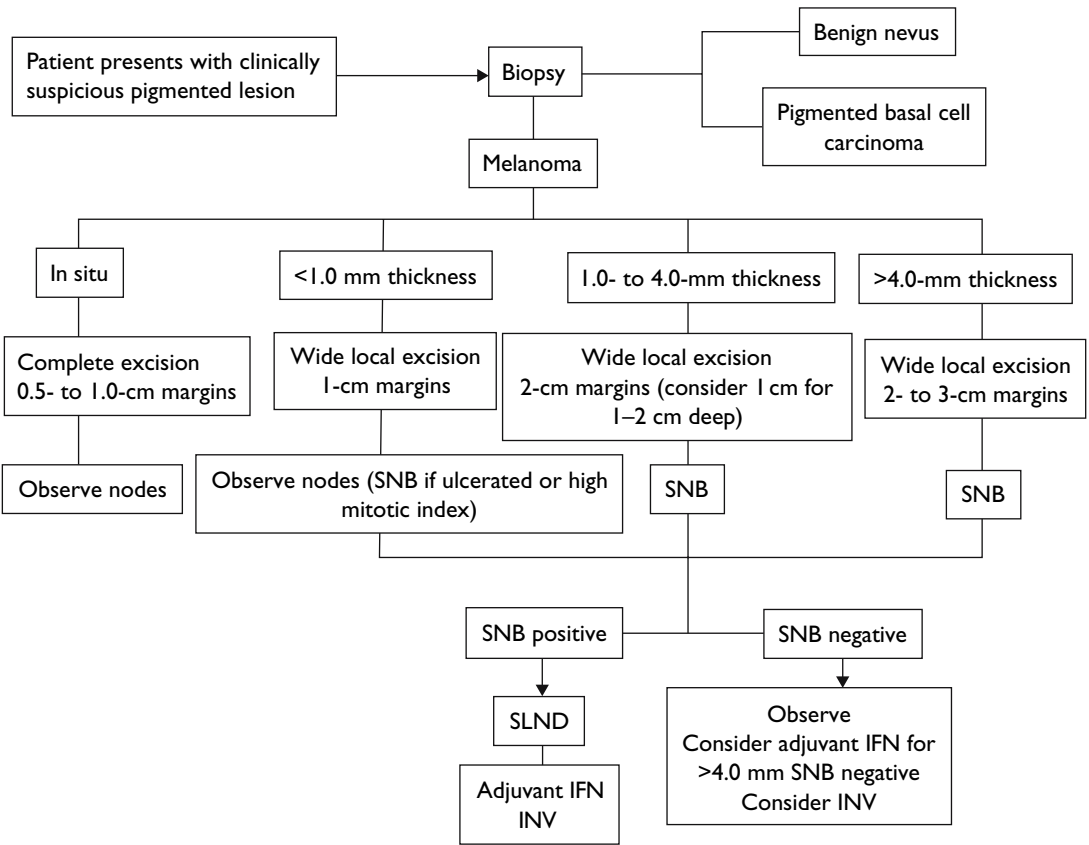 Patient presents with clinically
suspicious pigmented lesion
Biopsy
Benign nevus
Pigmented basal cell
carcinoma
Melanoma
In situ
<1.0 mm thickness
1.0- to 4.0-mm thickness
>4.0-mm thickness
Complete excision
0.5- to 1.0-cm margins
Wide local excision
1-cm margins
Wide local excision
2-cm margins (consider 1 cm for
1–2 cm deep)
Wide local excision
2- to 3-cm margins
Observe nodes
Observe nodes (SNB if ulcerated or high
mitotic index)
SNB
SNB
SNB positive
SNB negative
SLND
Adjuvant IFN
INV
Observe
Consider adjuvant IFN for
>4.0 mm SNB negative
Consider INV